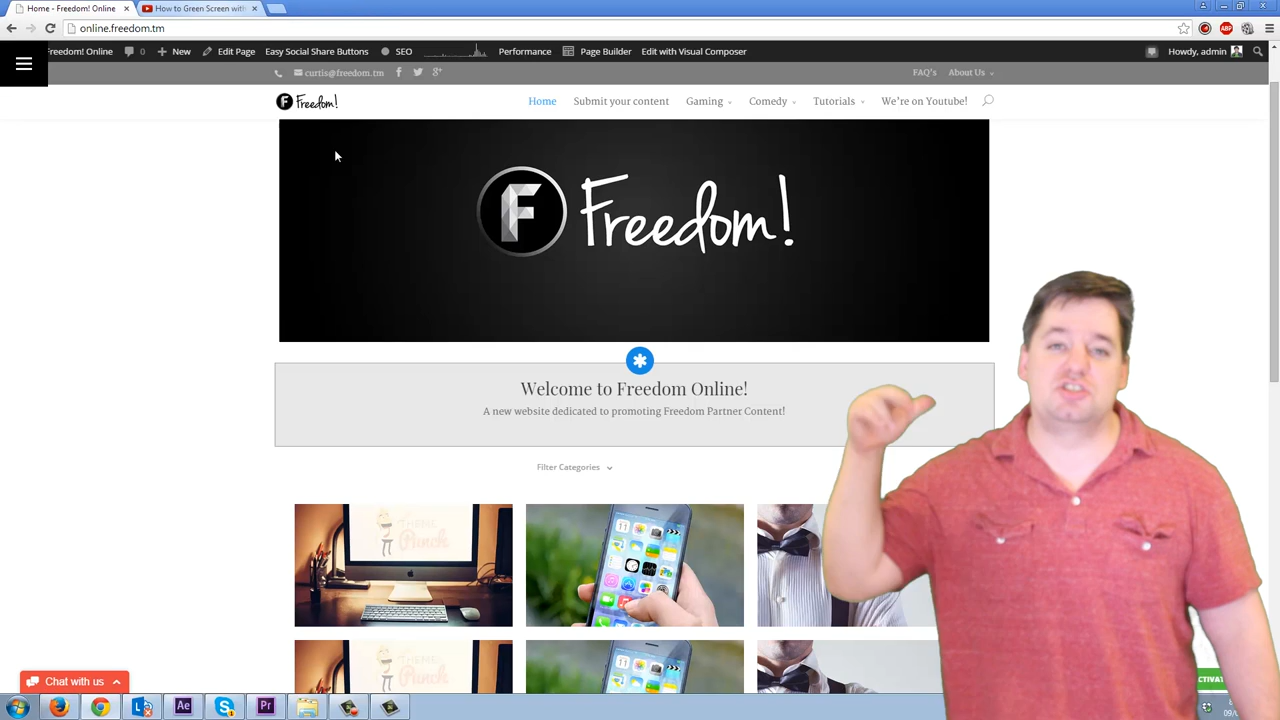 Home - Freedom! Online
How to Green Screen with
online.freedom.tm
Freedom! Online 0 New Edit Page Easy Social Share Buttons SEO Performance Page Builder Edit with Visual Composer Howdy, admin
curtis@freedom.tm FAQ's About Us
Freedom! Home Submit your content Gaming Comedy Tutorials We're on Youtube!
F Freedom!
Welcome to Freedom Online!
A new website dedicated to promoting Freedom Partner Content!
Filter Categories
Chat with us